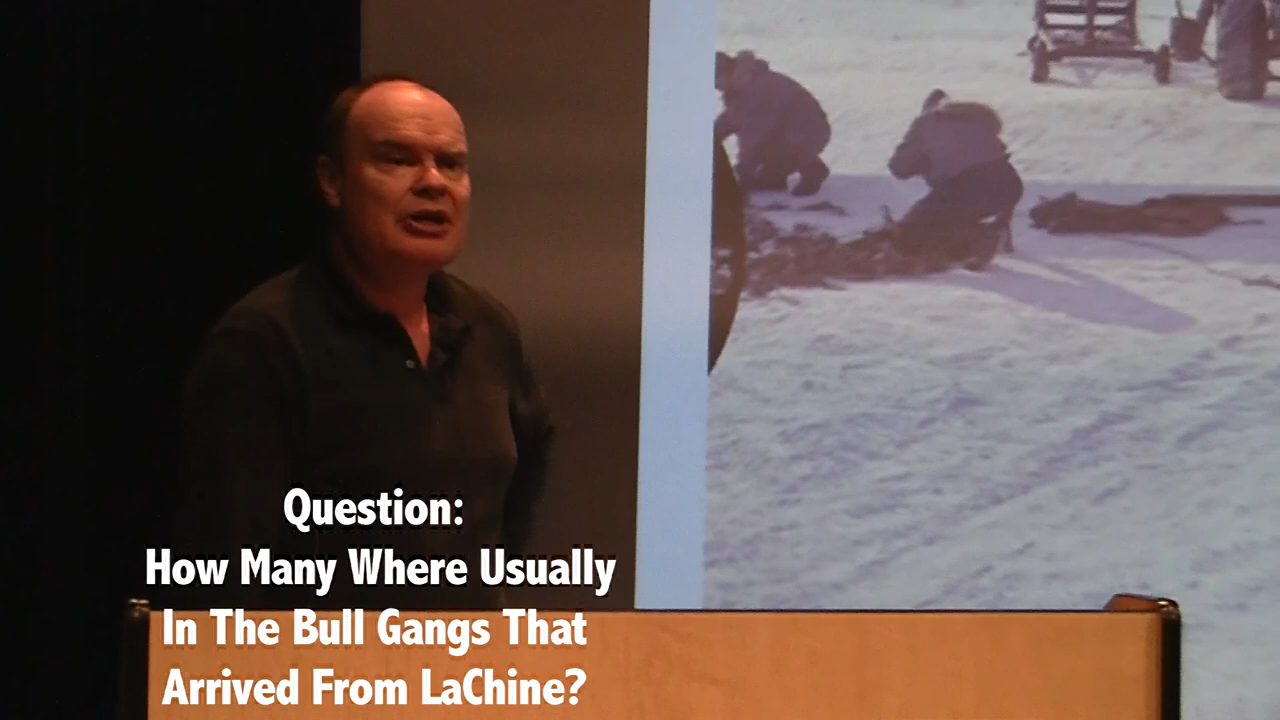 Question:
How Many Where Usually
In The Bull Gangs That
Arrived From LaChine?